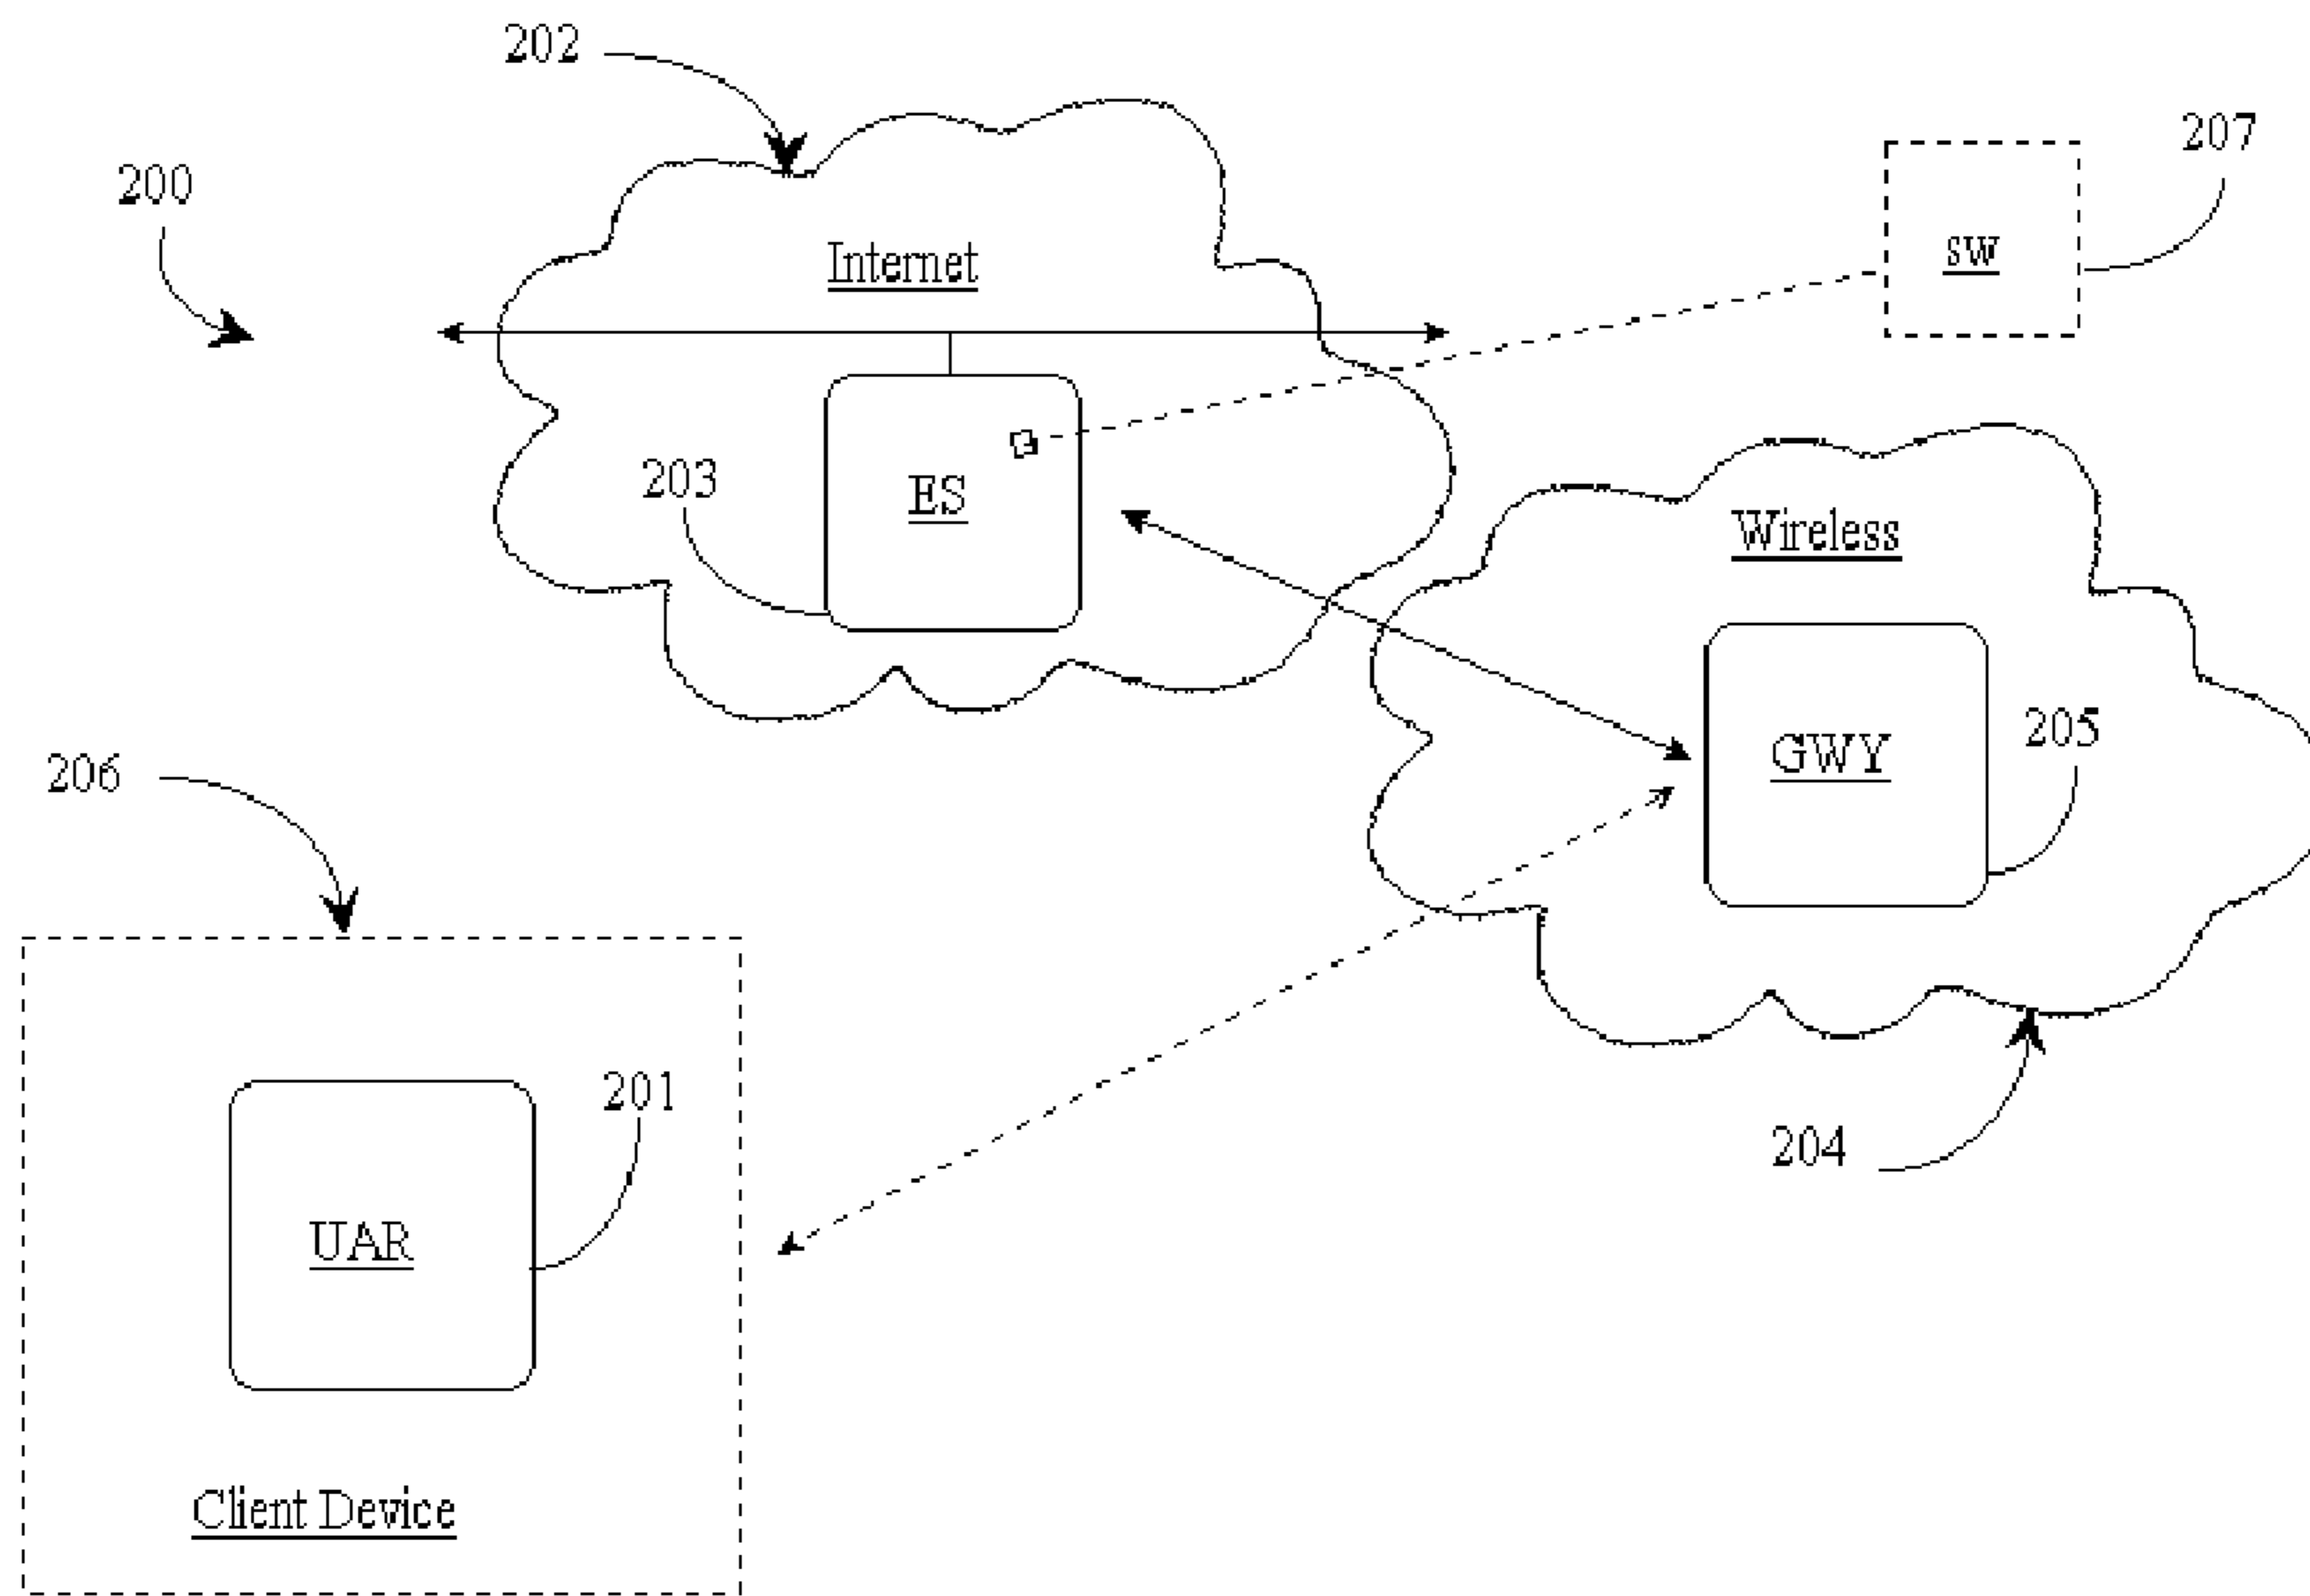 202
207
200
Internet
sw
203
ES
Wireless
205
GWY
206
201
204
UAR
Client Device